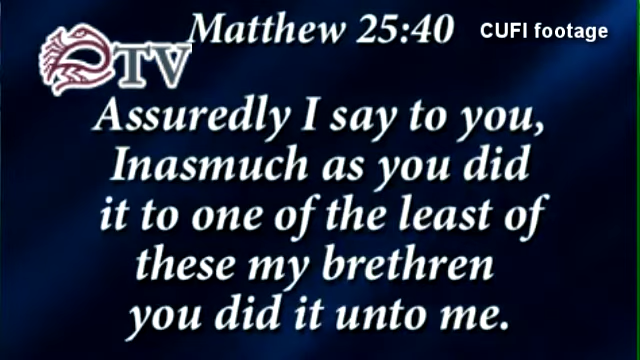 Matthew 25:40
CUFI footage
TV
Assuredly I say to you,
Inasmuch as you did
it to one of the least of
these my brethren
you did it unto me.